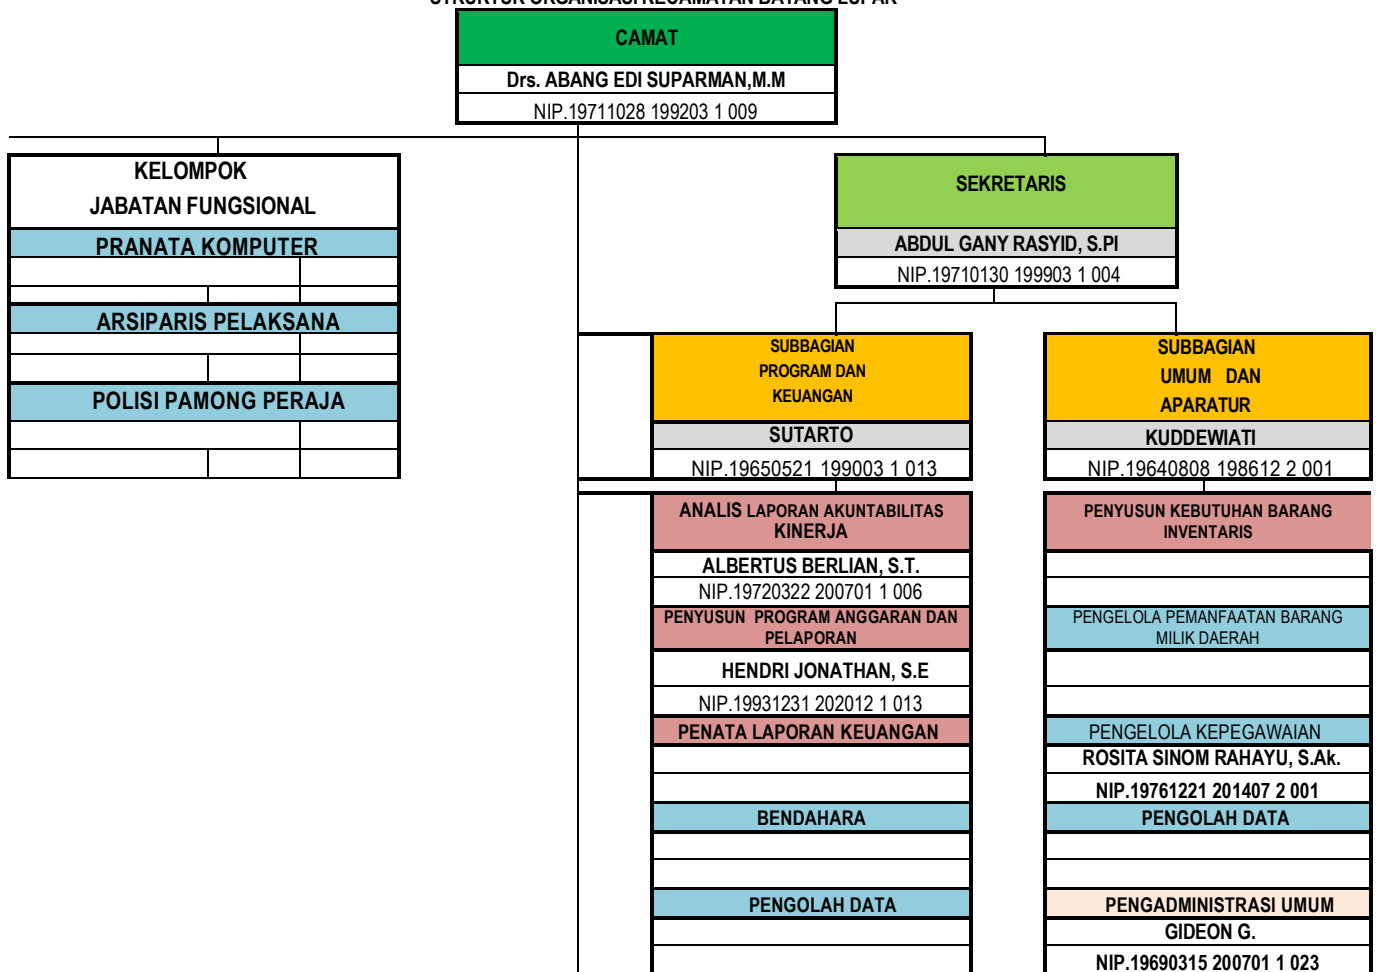 STRUKTUR ORGANISASI KECAMATAN BATANG LUPAR
CAMAT
Drs. ABANG EDI SUPARMAN,M.M
NIP.19711028 199203 1 009
KELOMPOK
JABATAN FUNGSIONAL
PRANATA KOMPUTER
ARSIPARIS PELAKSANA
POLISI PAMONG PERAJA
SEKRETARIS
ABDUL GANY RASYID, S.PI
NIP.19710130 199903 1 004
SUBBAGIAN
PROGRAM DAN
KEUANGAN
SUTARTO
NIP.19650521 199003 1 013
ANALIS LAPORAN AKUNTABILITAS
KINERJA
ALBERTUS BERLIAN, S.T.
NIP.19720322 200701 1 006
PENYUSUN PROGRAM ANGGARAN DAN
PELAPORAN
HENDRI JONATHAN, S.E
NIP.19931231 202012 1 013
PENATA LAPORAN KEUANGAN
BENDAHARA
PENGOLAH DATA
SUBBAGIAN
UMUM DAN
APARATUR
KUDDEWIATI
NIP.19640808 198612 2 001
PENYUSUN KEBUTUHAN BARANG
INVENTARIS
PENGELOLA PEMANFAATAN BARANG
MILIK DAERAH
PENGELOLA KEPEGAWAIAN
ROSITA SINOM RAHAYU, S.Ak.
NIP.19761221 201407 2 001
PENGOLAH DATA
PENGADMINISTRASI UMUM
GIDEON G.
NIP.19690315 200701 1 023